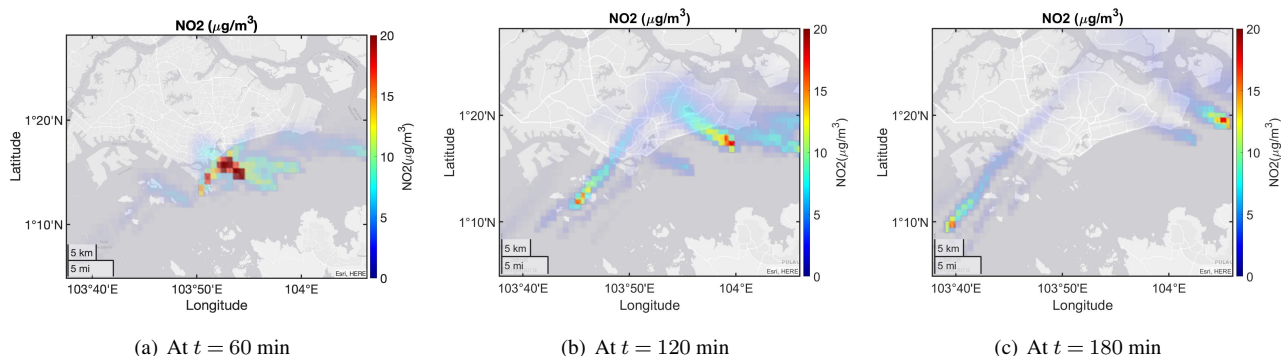 NO2 (μg/m³)
20
15
10
5
0
NO2(μg/m³)
1°20'N
1°10'N
Latitude
5 km
5 mi
Esri, HERE
103°40'E
103°50'E
104°E
Longitude
(a) At t = 60 min
NO2 (μg/m³)
20
15
10
5
0
NO2(μg/m³)
1°20'N
1°10'N
Latitude
5 km
5 mi
Esri, HERE
103°40'E
103°50'E
104°E
Longitude
(b) At t = 120 min
NO2 (μg/m³)
20
15
10
5
0
NO2(μg/m³)
1°20'N
1°10'N
Latitude
5 km
5 mi
Esri, HERE
103°40'E
103°50'E
104°E
Longitude
(c) At t = 180 min